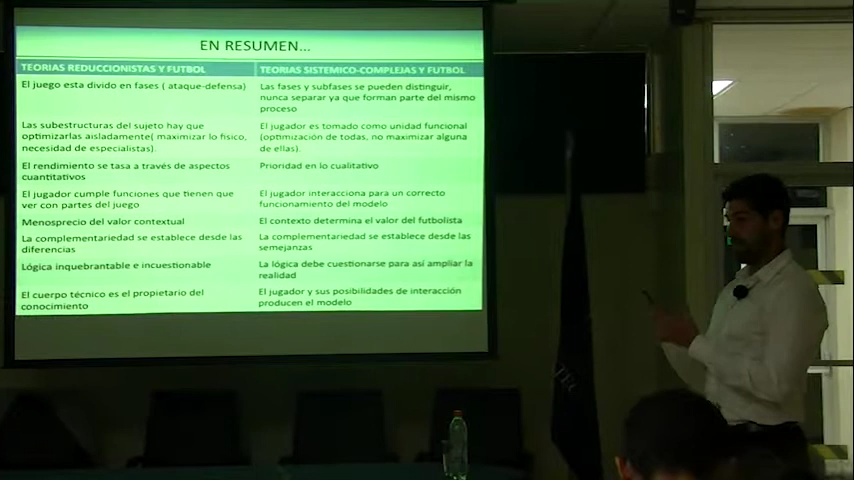 EN RESUMEN...
TEORIAS REDUCCIONISTAS Y FUTBOL
TEORIAS SISTEMICO-COMPLEJAS Y FUTBOL
El juego esta divido en fases ( ataque-defensa)
Las fases y subfases se pueden distinguir,
nunca separar ya que forman parte del mismo
proceso
Las subestructuras del sujeto hay que
optimizarlas aisladamente( maximizar lo fisico,
necesidad de especialistas).
El jugador es tomado como unidad funcional
(optimización de todas, no maximizar alguna
de ellas).
El rendimiento se tasa a través de aspectos
cuantitativos
Prioridad en lo cualitativo
El jugador cumple funciones que tienen que
ver con partes del juego
El jugador interacciona para un correcto
funcionamiento del modelo
Menosprecio del valor contextual
El contexto determina el valor del futbolista
La complementariedad se establece desde las
diferencias
La complementariedad se establece desde las
semejanzas
Lógica inquebrantable e incuestionable
La lógica debe cuestionarse para así ampliar la
realidad
El cuerpo técnico es el propietario del
conocimiento
El jugador y sus posibilidades de interacción
producen el modelo